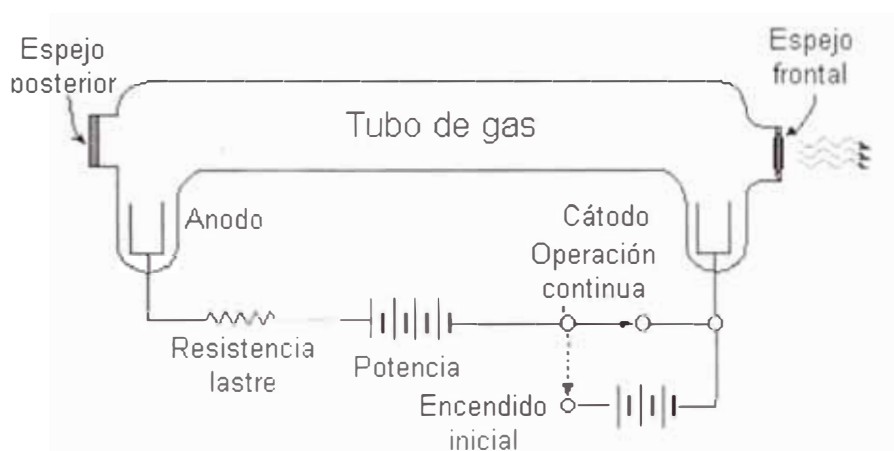 Espejo
posterior
Espejo
frontal
Tubo de gas
Anodo
Cátodo
Operación
continua
Resistencia
lastre
Potencia
Encendido
inicial